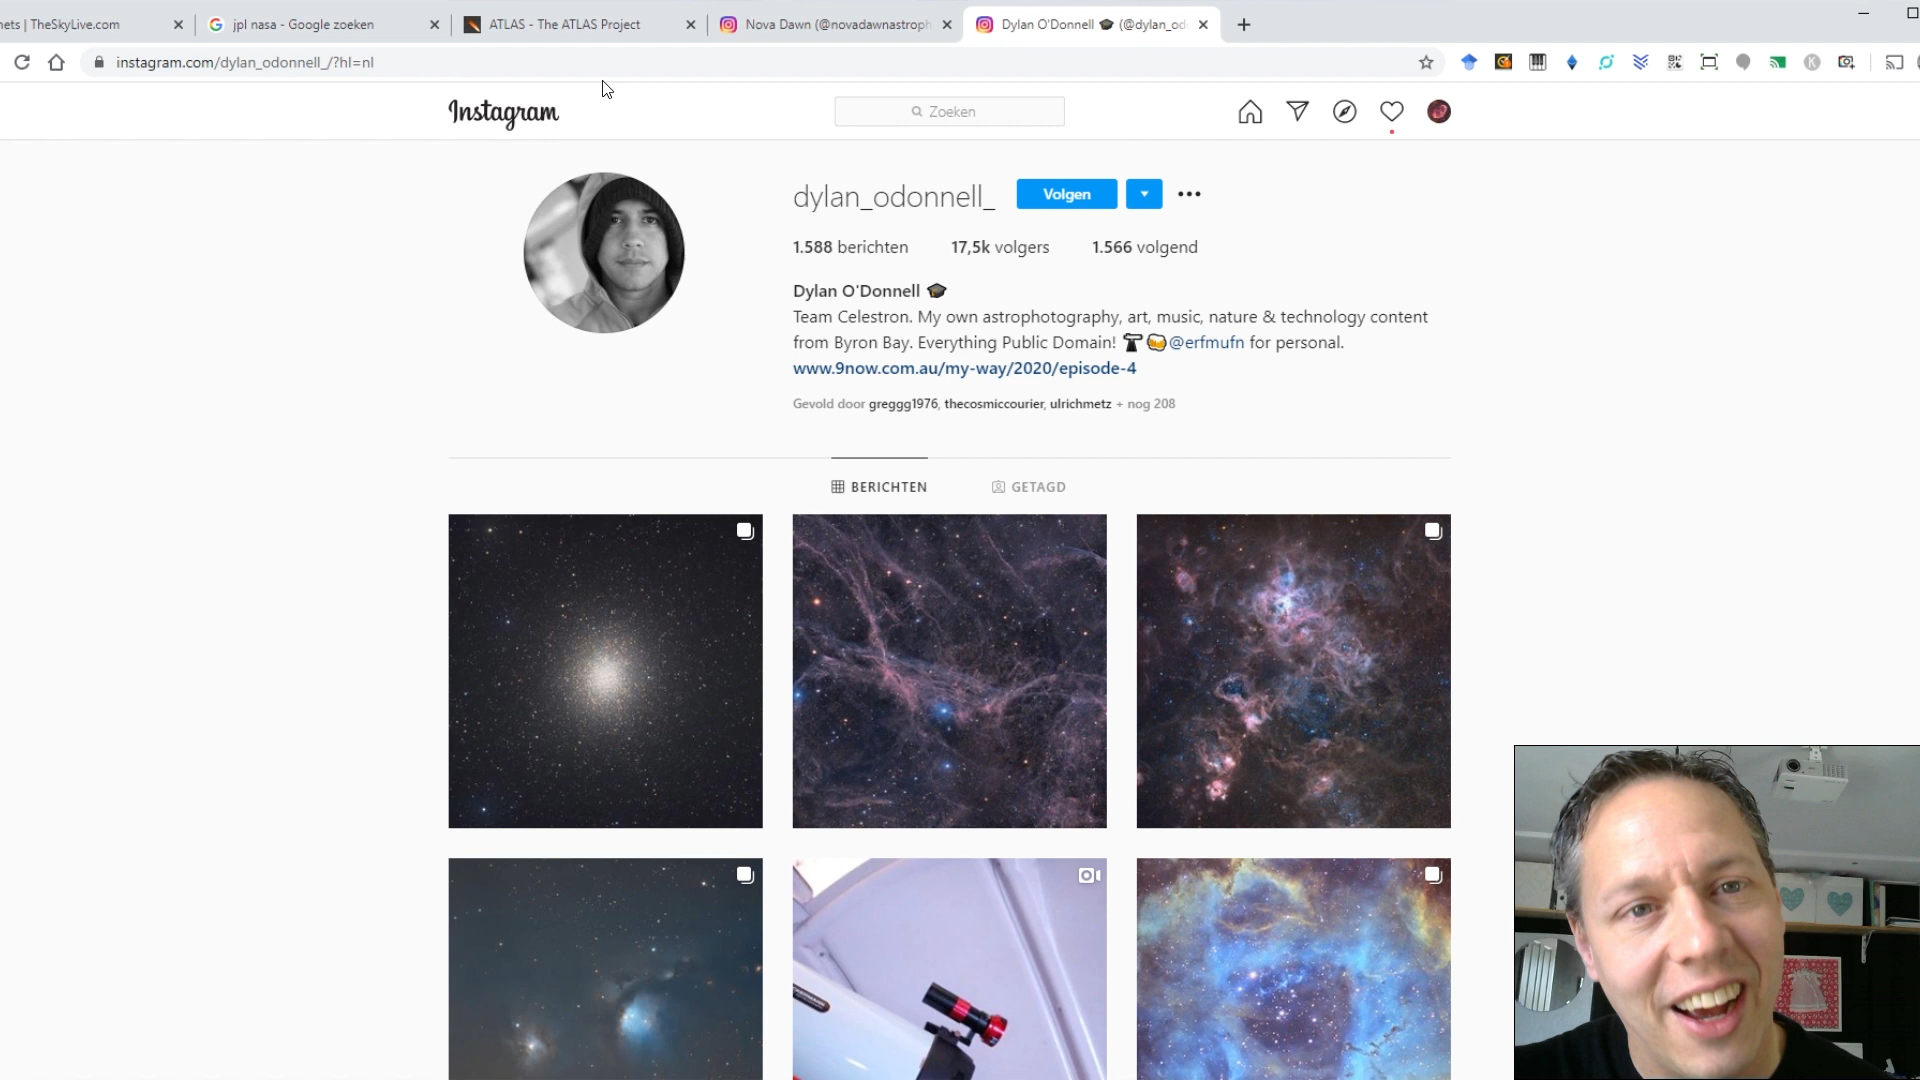 nets | TheSkyLive.com
jpl nasa - Google zoeken
ATLAS - The ATLAS Project
Nova Dawn (@novadawnastroph
Dylan O'Donnell 🎓 (@dylan_od
instagram.com/dylan_odonnell_/?hl=nl
Instagram
Zoeken
dylan_odonnell_
Volgen
1.588 berichten 17,5k volgers 1.566 volgend
Dylan O'Donnell 🎓
Team Celestron. My own astrophotography, art, music, nature & technology content
from Byron Bay. Everything Public Domain! @erfmufn for personal.
www.9now.com.au/my-way/2020/episode-4
Gevold door greggg1976, thecosmiccourier, ulrichmetz + nog 208
BERICHTEN
GETAGD